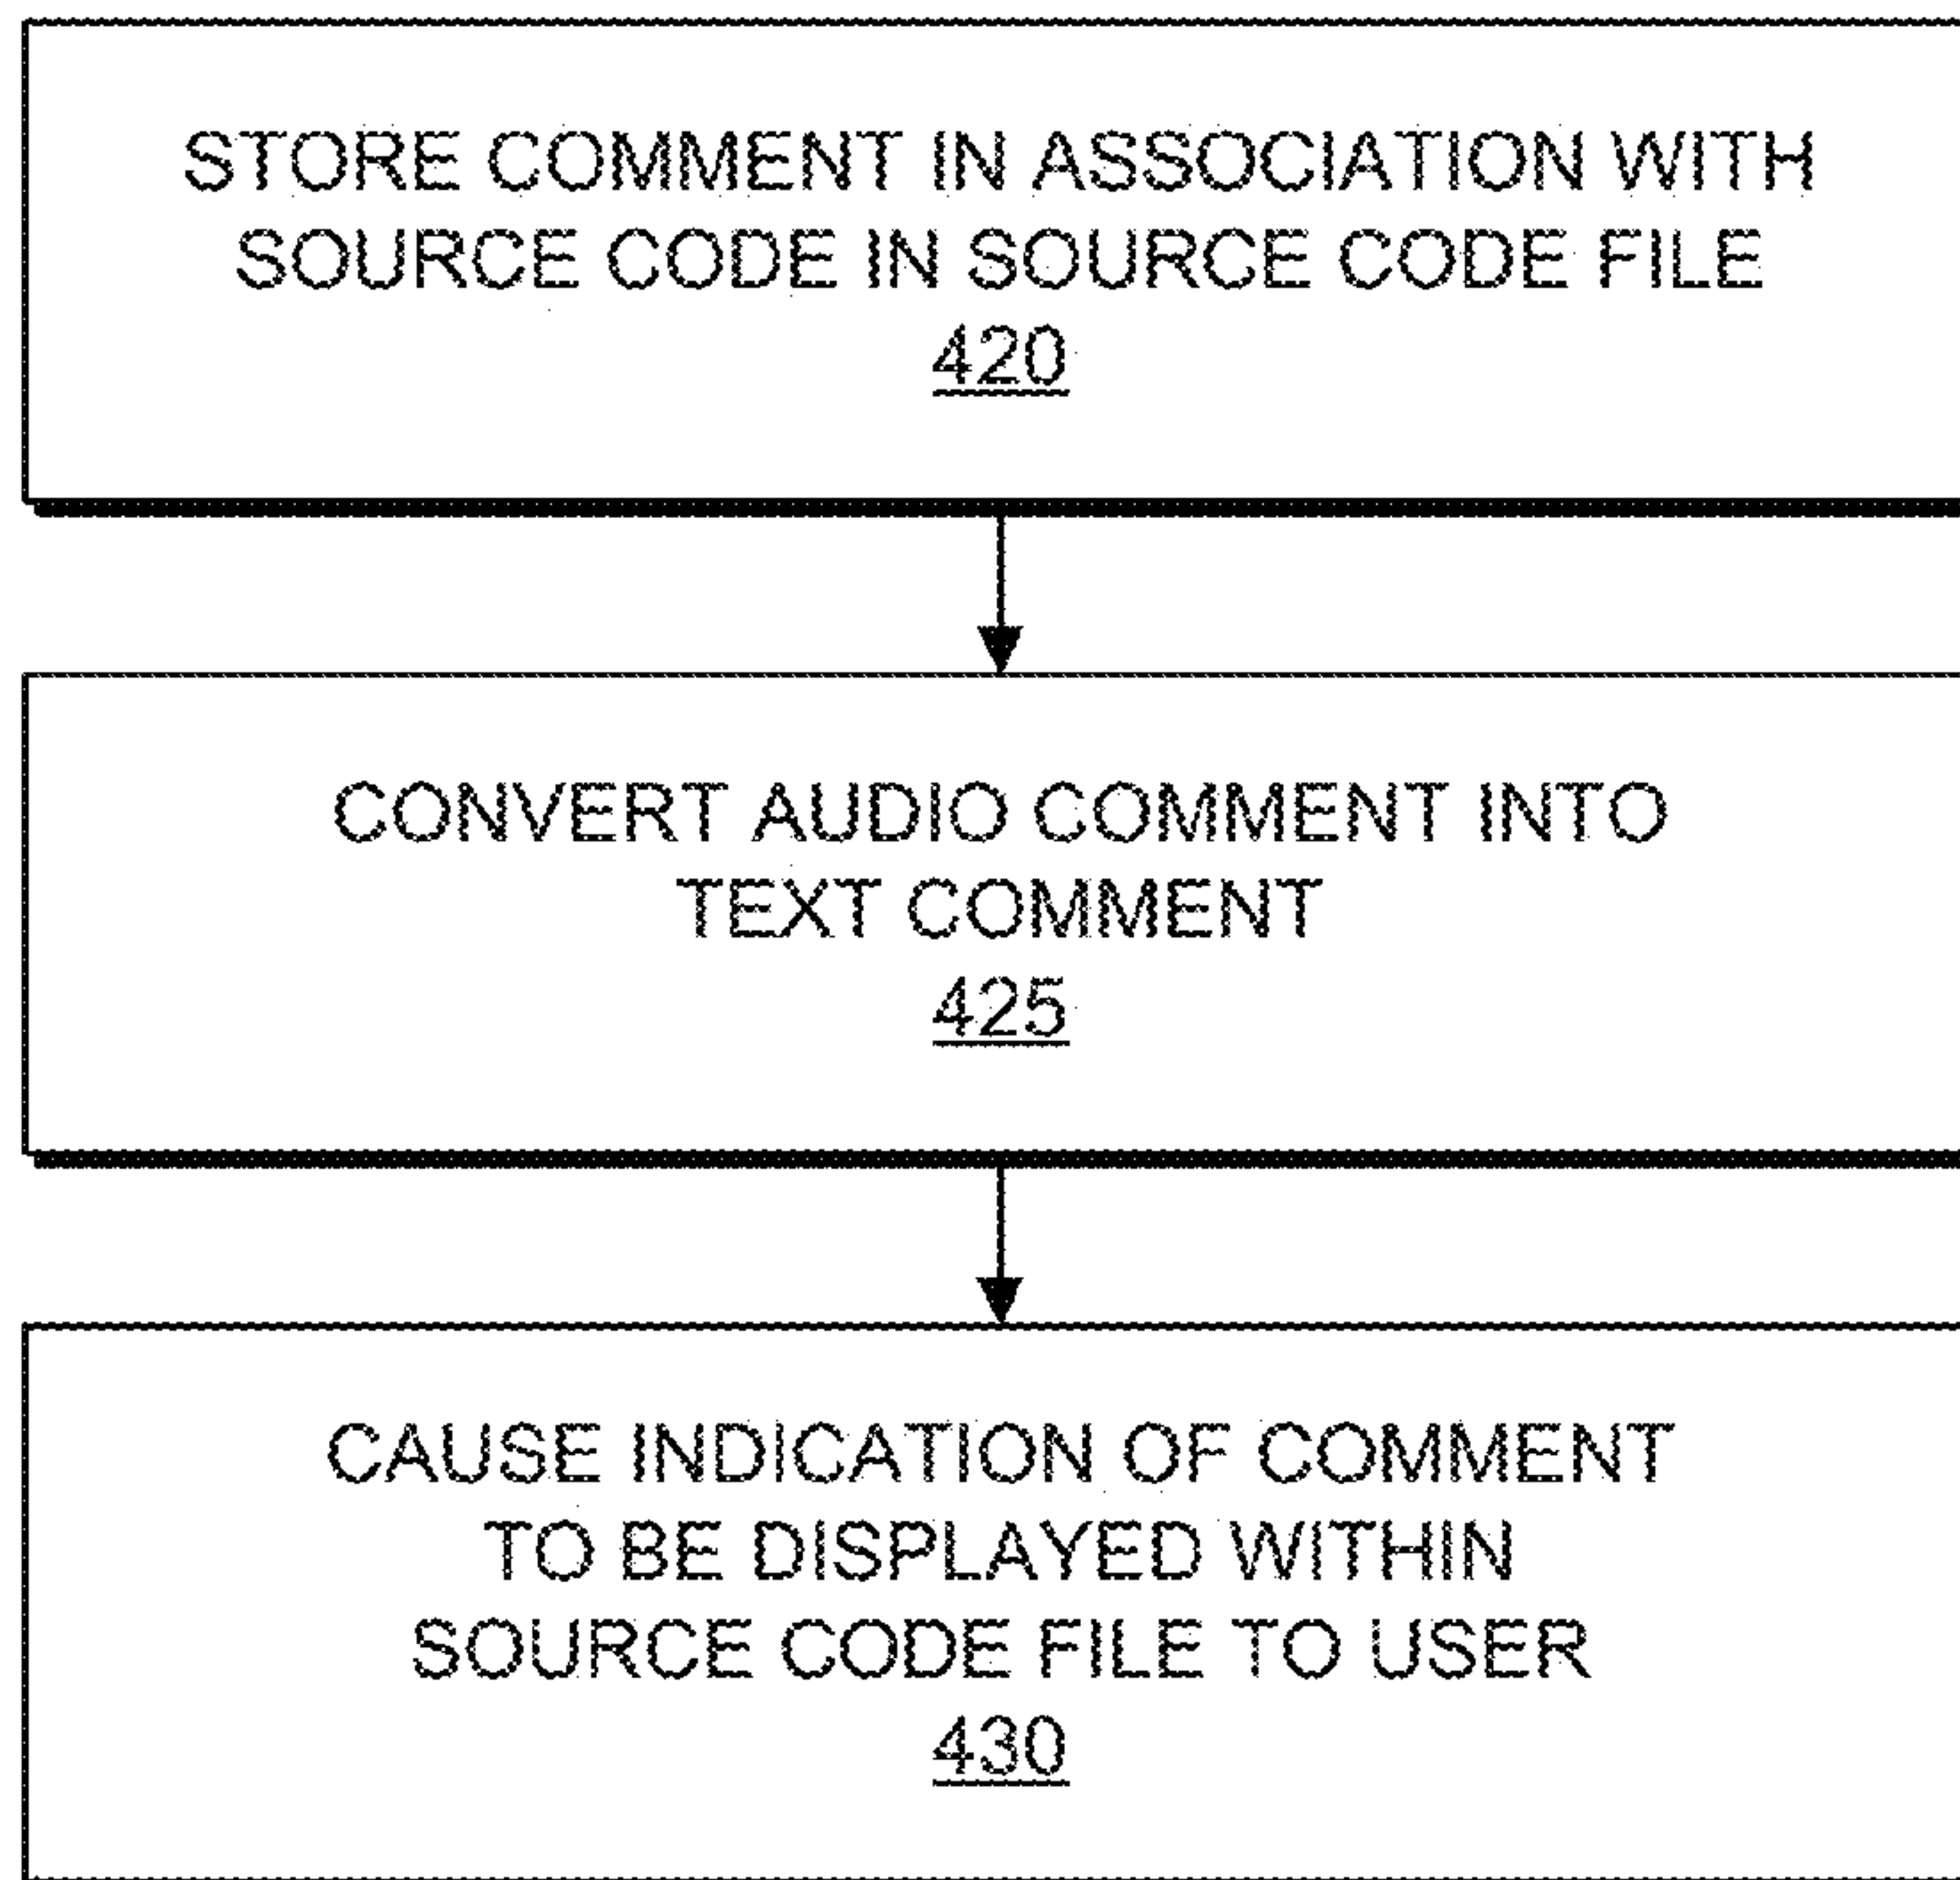 STORE COMMENT IN ASSOCIATION WITH
SOURCE CODE IN SOURCE CODE FILE
420
CONVERT AUDIO COMMENT INTO
TEXT COMMENT
425
CAUSE INDICATION OF COMMENT
TO BE DISPLAYED WITHIN
SOURCE CODE FILE TO USER
430